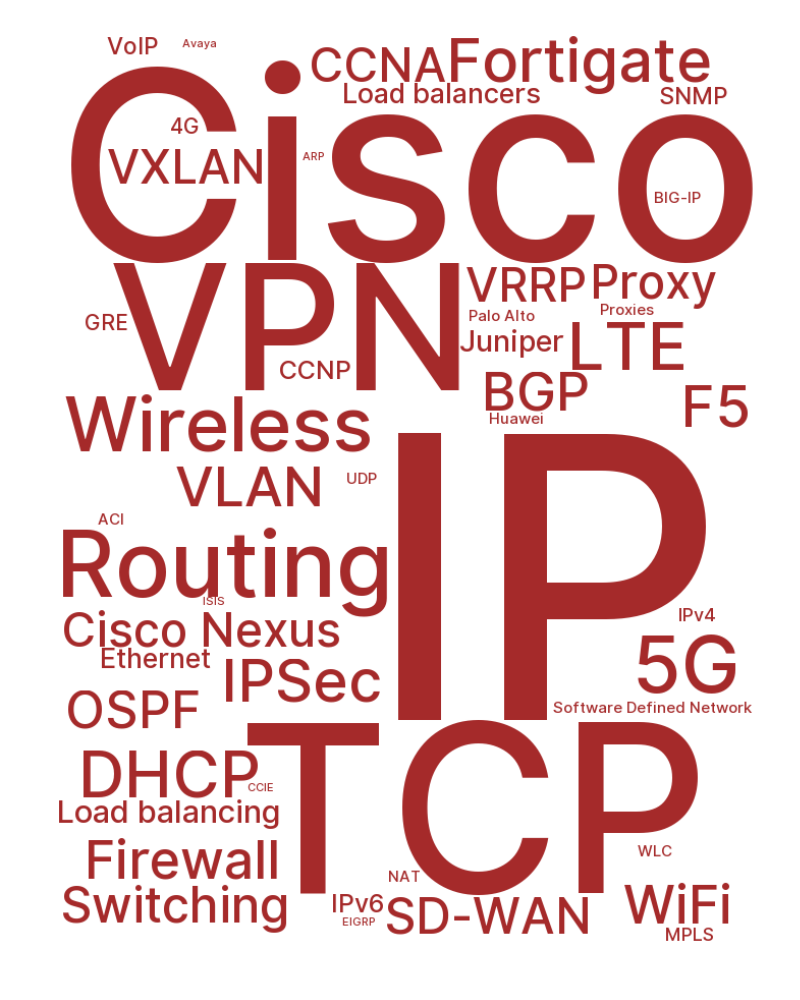 VoIP
Avaya
CCNA
Fortigate
Load balancers
SNMP
Cisco
4G
VXLAN
ARP
BIG-IP
VPN
VRRP
Proxy
GRE
Palo Alto
Proxies
Juniper
LTE
CCNP
BGP
F5
Wireless
Huawei
VLAN
UDP
IP
ACI
Routing
isis
Cisco Nexus
IPv4
Ethernet
IPSec
5G
OSPF
Software Defined Network
TCP
DHCP
CCIE
Load balancing
Firewall
WLC
NAT
Switching
IPv6
SD-WAN
WiFi
EIGRP
MPLS